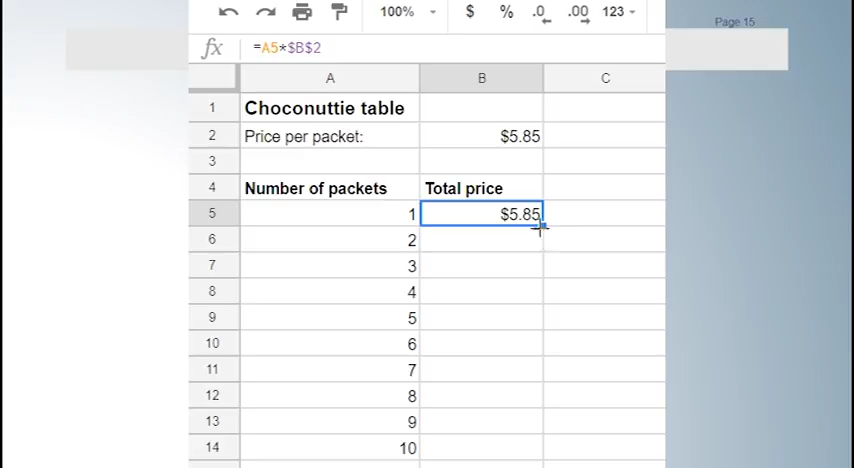 100% $ % .0 .00 123
Page 15
fx =A5*$B$2
A B C
1 Choconuttie table
2 Price per packet: $5.85
3
4 Number of packets Total price
5 1 $5.85
6 2
7 3
8 4
9 5
10 6
11 7
12 8
13 9
14 10